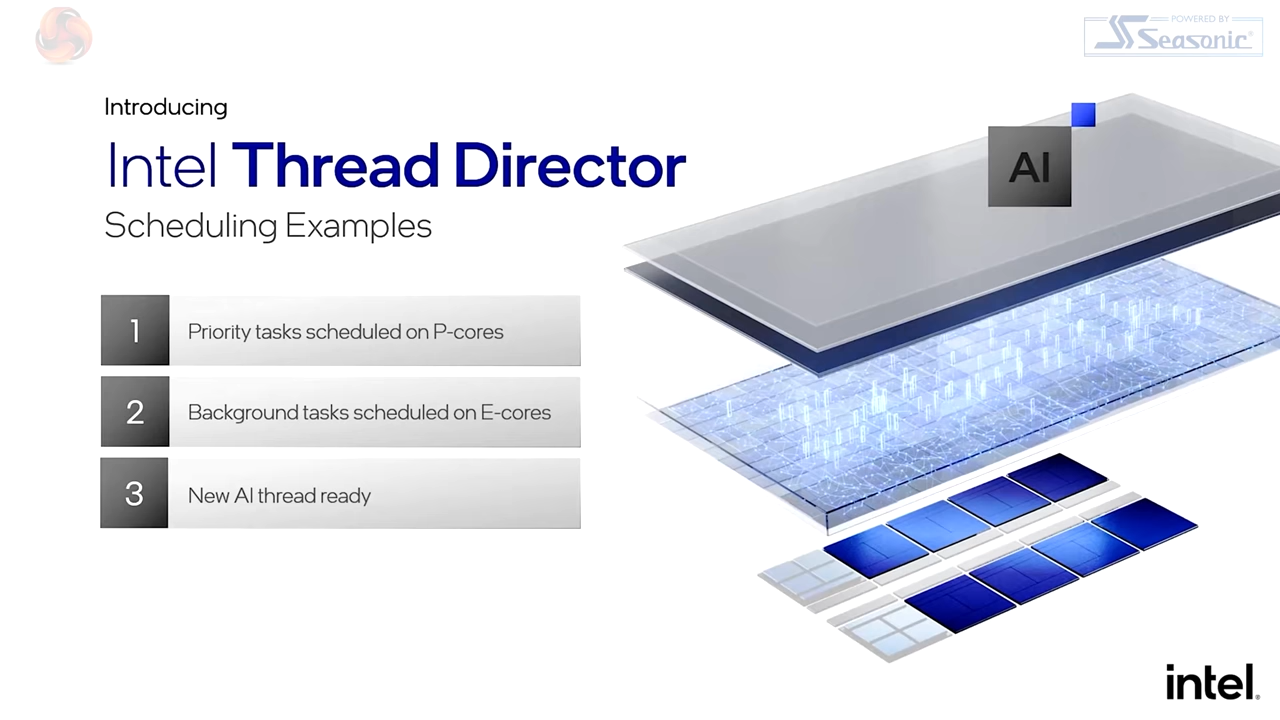 POWERED BY
Seasonic
Introducing
Intel Thread Director
Scheduling Examples
AI
1
Priority tasks scheduled on P-cores
2
Background tasks scheduled on E-cores
3
New AI thread ready
intel.